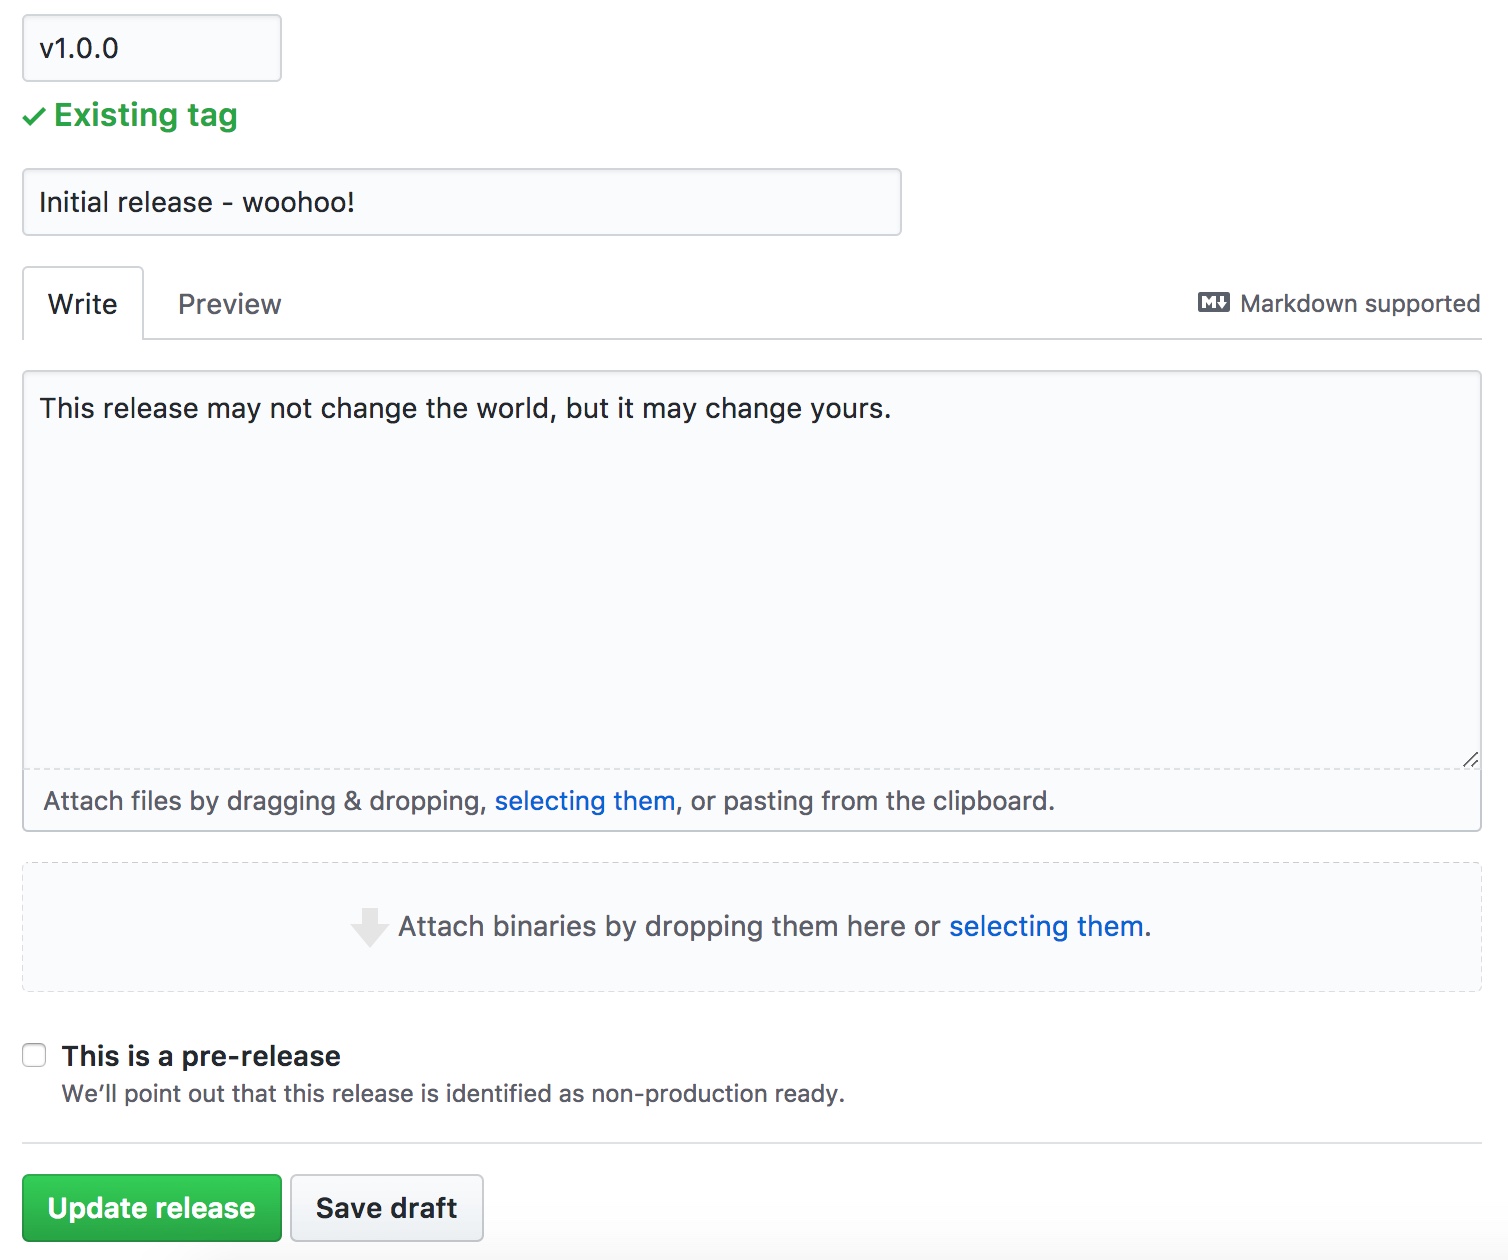 v1.0.0
Existing tag
Initial release - woohoo!
Write Preview M↓ Markdown supported
This release may not change the world, but it may change yours.
Attach files by dragging & dropping, selecting them, or pasting from the clipboard.
Attach binaries by dropping them here or selecting them.
This is a pre-release
We’ll point out that this release is identified as non-production ready.
Update release Save draft